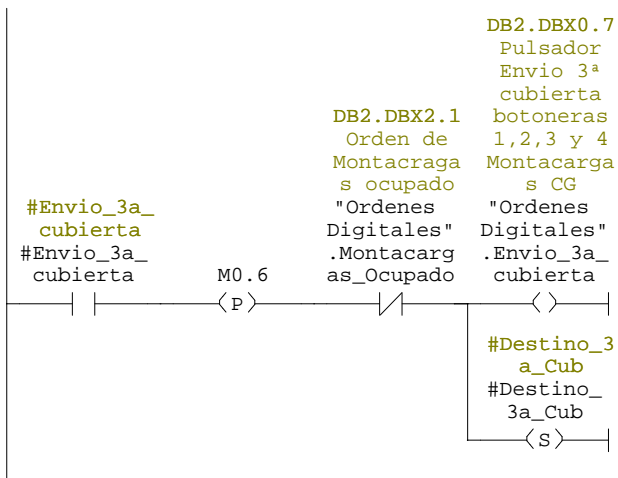 DB2.DBX0.7
Pulsador
Envio 3ª
cubierta
botoneras
1,2,3 y 4
Montacarga
s CG
"Ordenes
Digitales"
.Envio_3a_
cubierta
DB2.DBX2.1
Orden de
Montacraga
s ocupado
"Ordenes
Digitales"
.Montacarg
as_Ocupado
#Envio_3a_
cubierta
#Envio_3a_
cubierta
M0.6
P
#Destino_3
a_Cub
#Destino_
3a_Cub
S